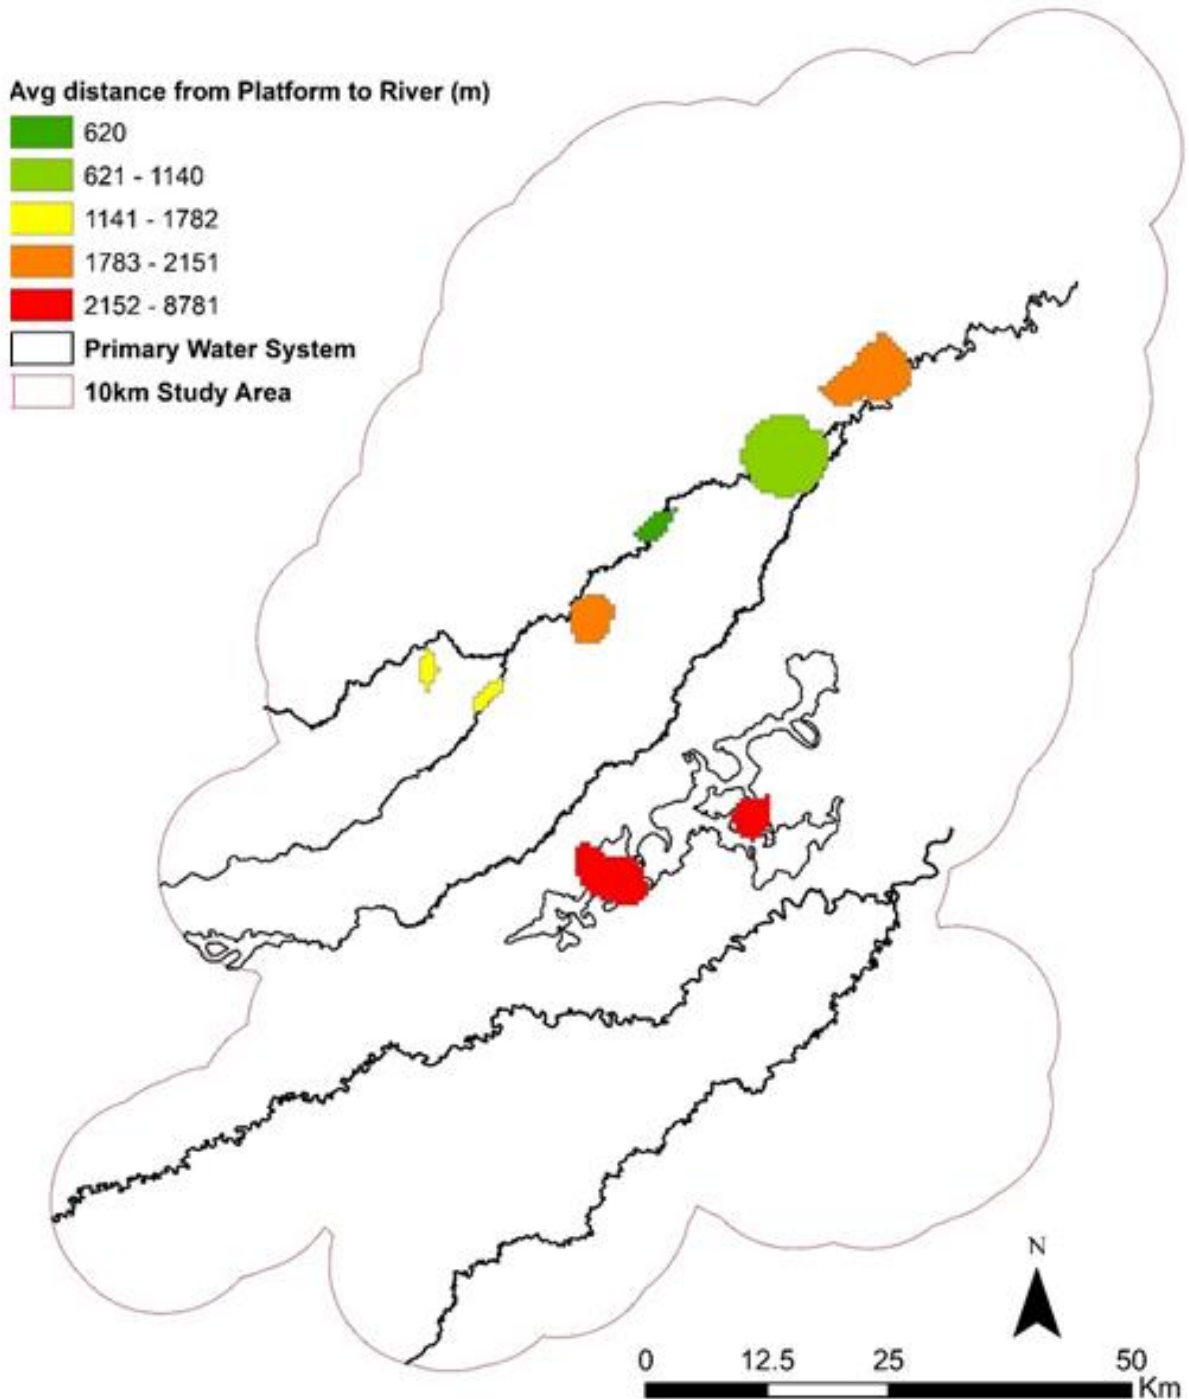 Avg distance from Platform to River (m)
620
621 - 1140
1141 - 1782
1783 - 2151
2152 - 8781
Primary Water System
10km Study Area
N
0 12.5 25 50
Km